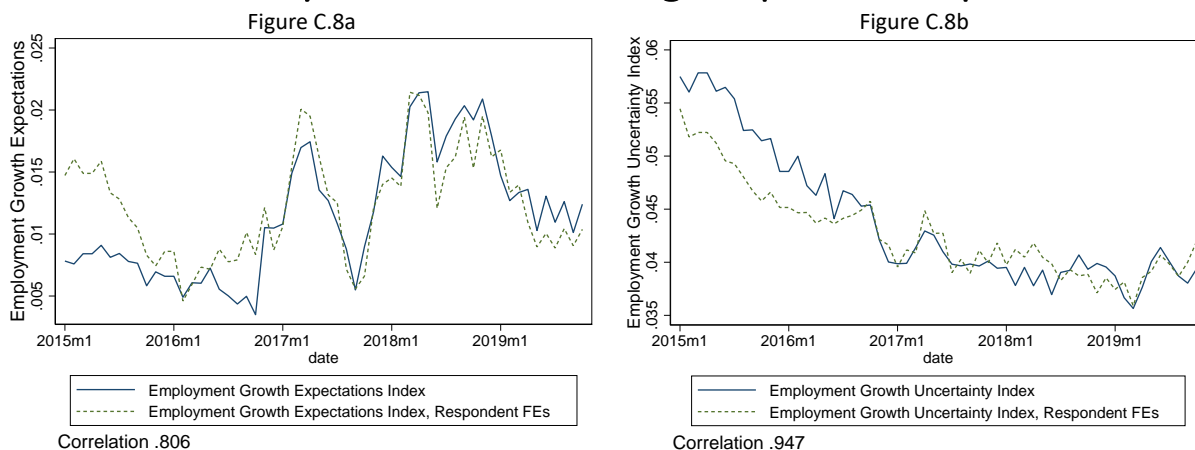 Figure C.8a
Employment Growth Expectations
.025
.02
.015
.01
.005
2015m1 2016m1 2017m1 2018m1 2019m1
date
Employment Growth Expectations Index
Employment Growth Expectations Index, Respondent FEs
Correlation .806
Figure C.8b
Employment Growth Uncertainty Index
.06
.055
.05
.045
.04
.035
2015m1 2016m1 2017m1 2018m1 2019m1
date
Employment Growth Uncertainty Index
Employment Growth Uncertainty Index, Respondent FEs
Correlation .947